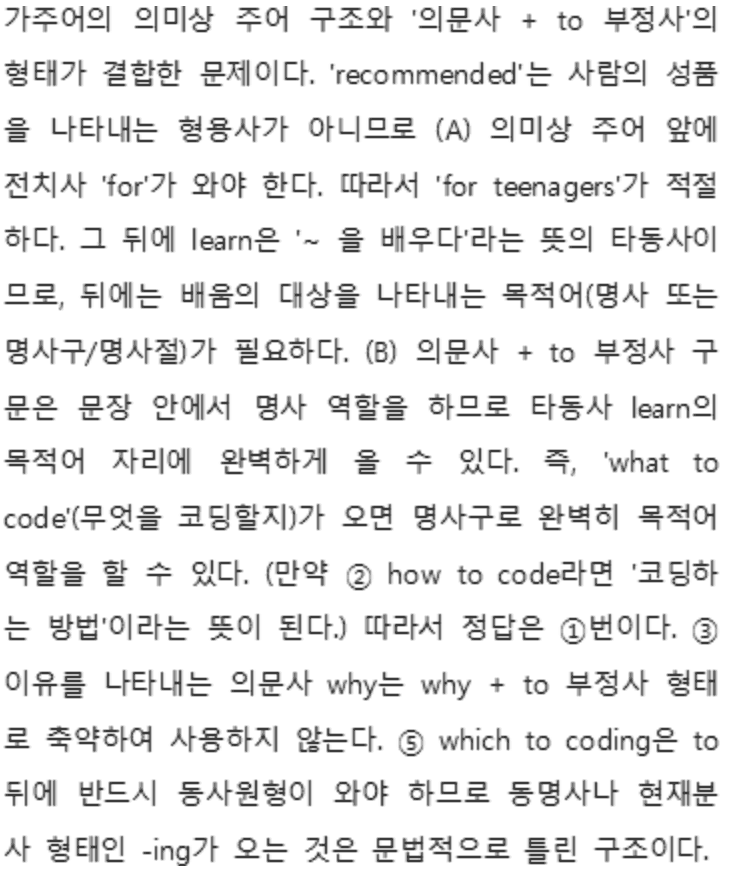 가주어의 의미상 주어 구조와 '의문사 + to 부정사'의
형태가 결합한 문제이다. 'recommended'는 사람의 성품
을 나타내는 형용사가 아니므로 (A) 의미상 주어 앞에
전치사 'for'가 와야 한다. 따라서 'for teenagers'가 적절
하다. 그 뒤에 learn은 '~ 을 배우다'라는 뜻의 타동사이
므로, 뒤에는 배움의 대상을 나타내는 목적어(명사 또는
명사구/명사절)가 필요하다. (B) 의문사 + to 부정사 구
문은 문장 안에서 명사 역할을 하므로 타동사 learn의
목적어 자리에 완벽하게 올 수 있다. 즉, 'what to
code'(무엇을 코딩할지)가 오면 명사구로 완벽히 목적어
역할을 할 수 있다. (만약 ② how to code라면 '코딩하
는 방법'이라는 뜻이 된다.) 따라서 정답은 ①번이다. ③
이유를 나타내는 의문사 why는 why + to 부정사 형태
로 축약하여 사용하지 않는다. ⑤ which to coding은 to
뒤에 반드시 동사원형이 와야 하므로 동명사나 현재분
사 형태인 -ing가 오는 것은 문법적으로 틀린 구조이다.